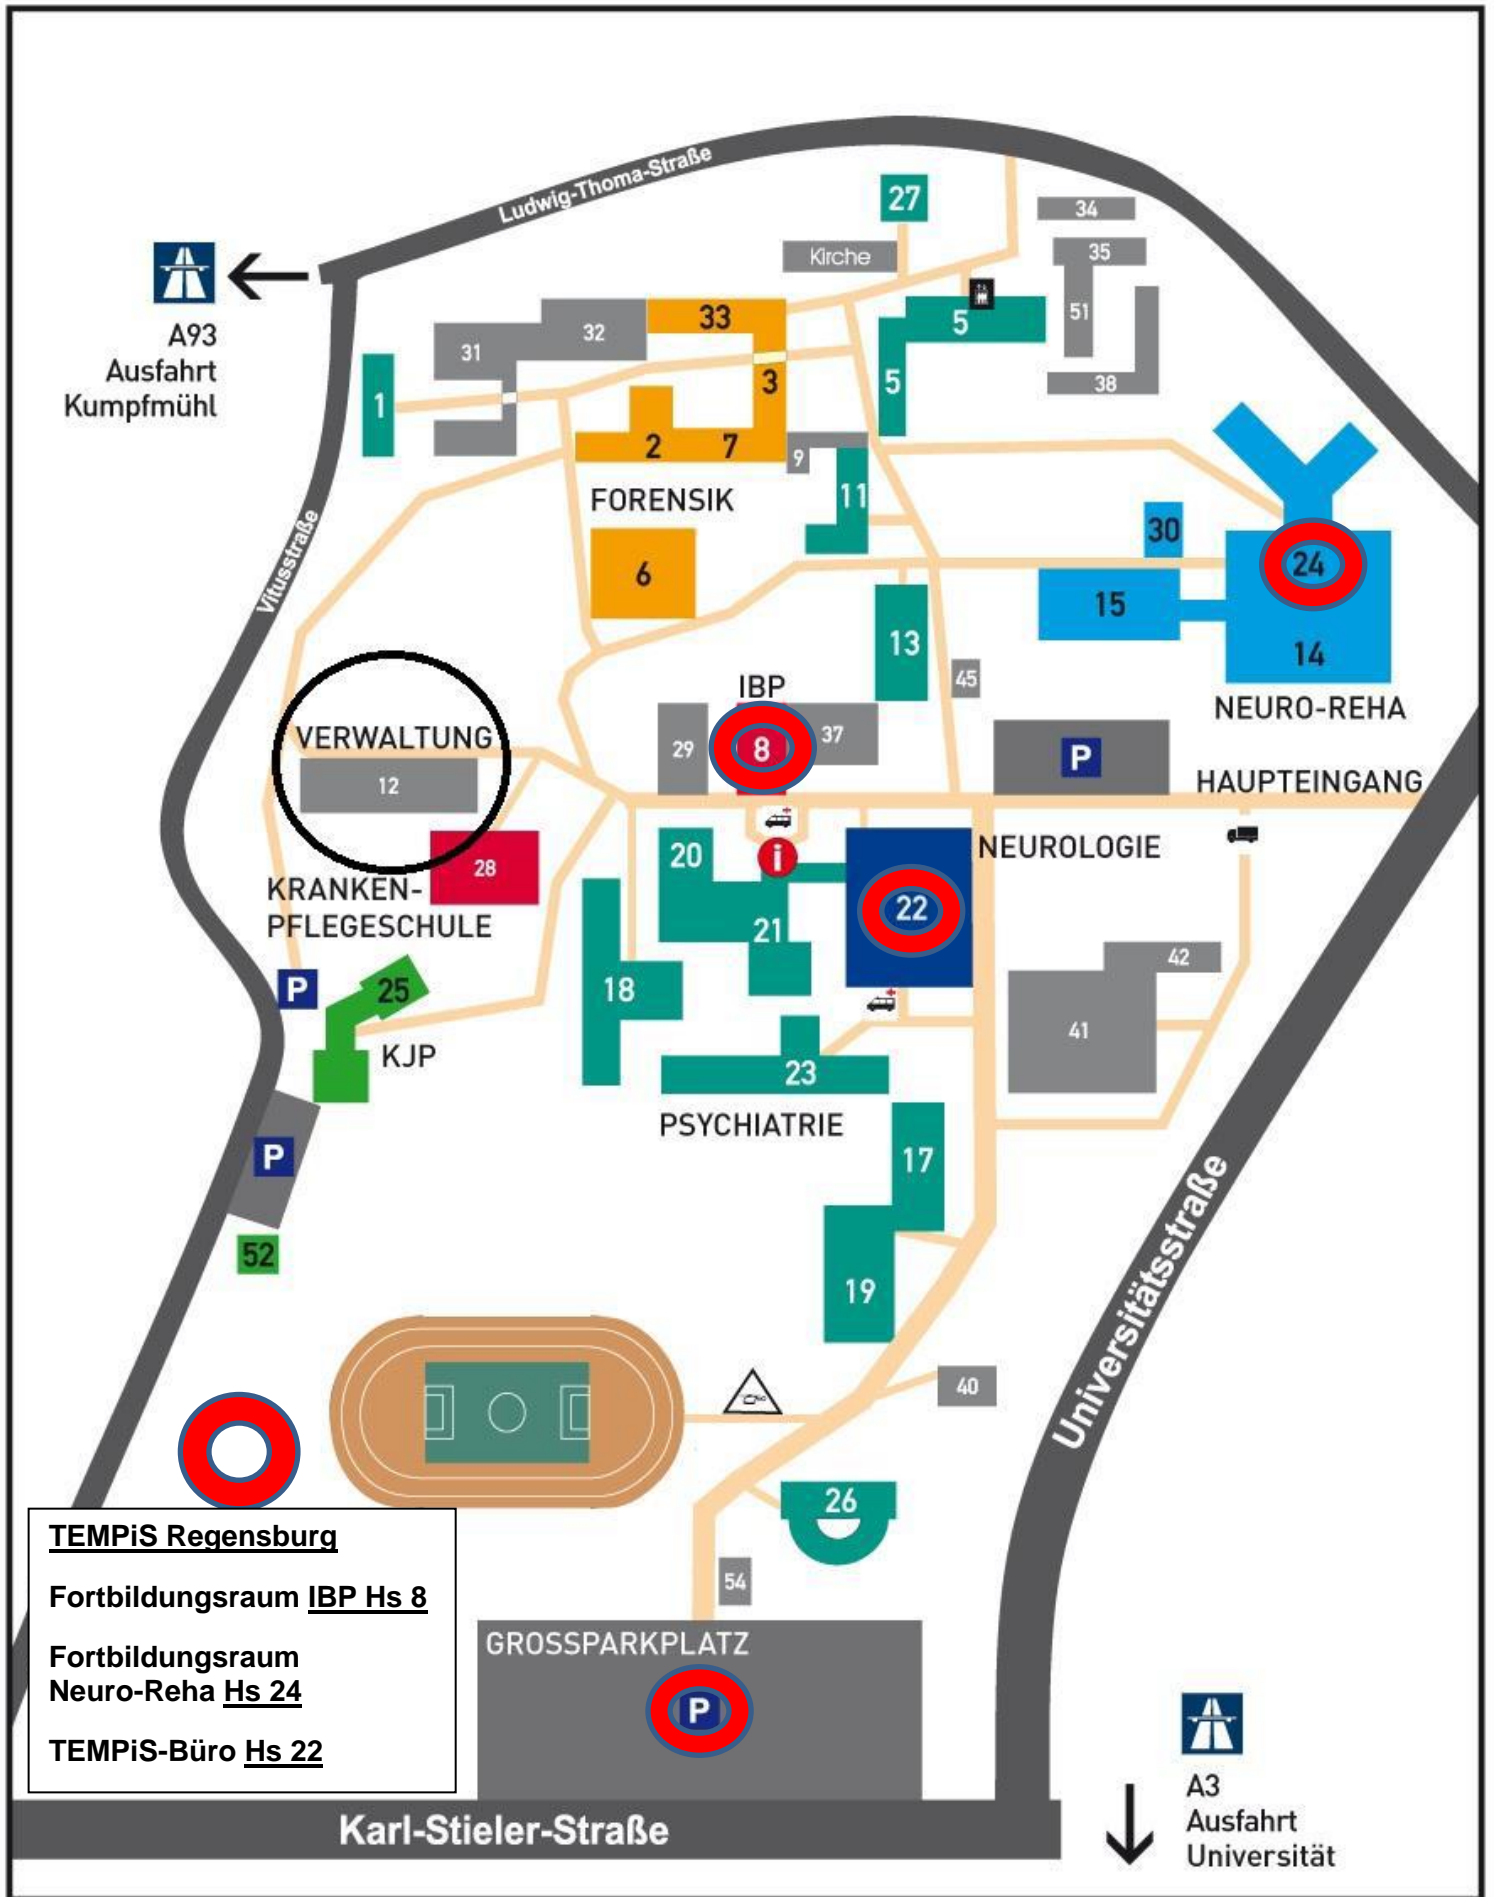 Ludwig-Thoma-Straße
27
34
Kirche
35
A93
Ausfahrt
Kumpfmühl
33
32
31
5
51
1
3
5
38
2
7
9
11
FORENSIK
30
24
6
15
Vitusstraße
13
14
45
IBP
NEURO-REHA
VERWALTUNG
29
8
37
P
12
HAUPTEINGANG
20
i
NEUROLOGIE
28
KRANKEN-
PFLEGESCHULE
22
21
42
P
25
18
41
KJP
23
PSYCHIATRIE
P
17
52
19
Universitätsstraße
40
26
54
TEMPiS Regensburg
Fortbildungsraum IBP Hs 8
Fortbildungsraum
Neuro-Reha Hs 24
TEMPiS-Büro Hs 22
GROSSPARKPLATZ
P
A3
Ausfahrt
Universität
Karl-Stieler-Straße